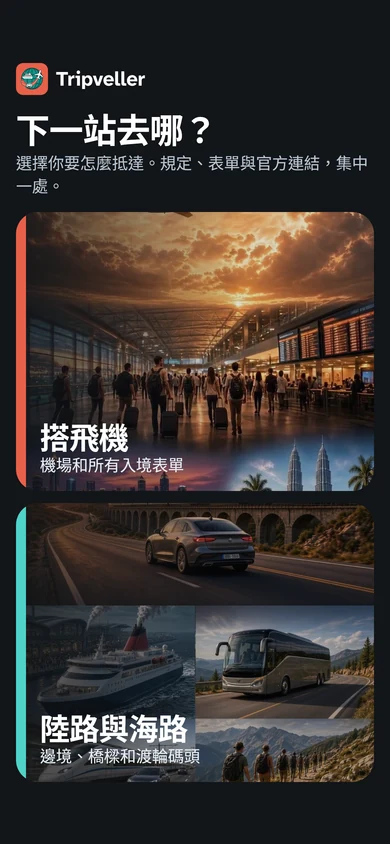 Tripveller
下一站去哪？
選擇你要怎麼抵達。規定、表單與官方連結，集中
一處。
搭飛機
機場和所有入境表單
陸路與海路
邊境、橋樑和渡輪碼頭